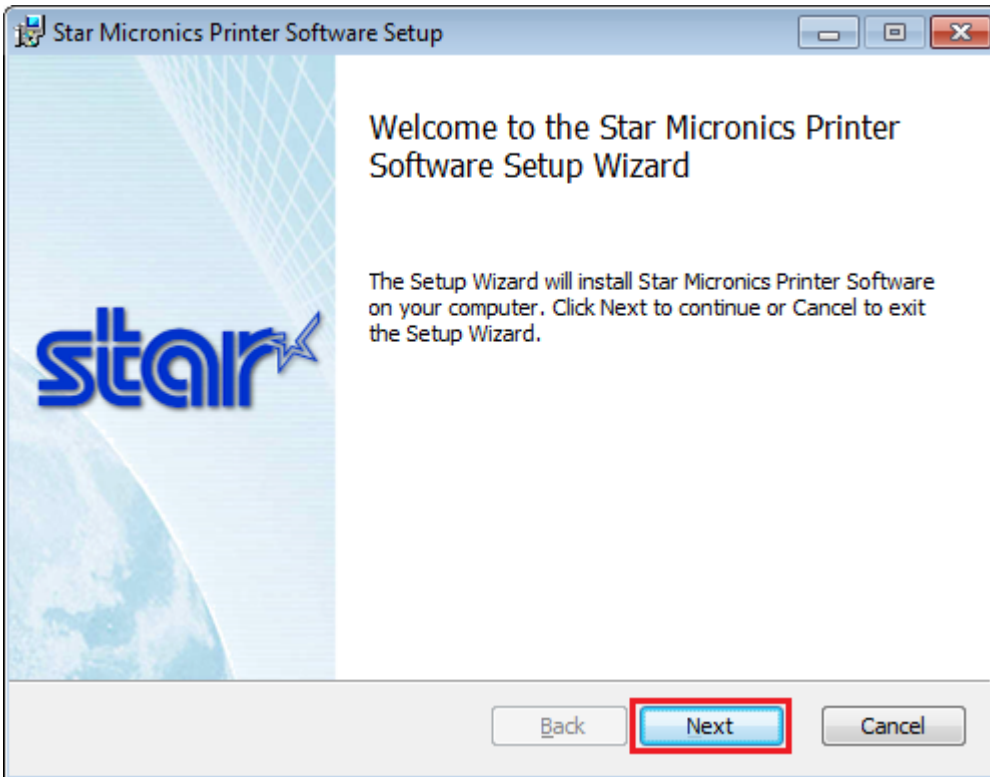 Star Micronics Printer Software Setup
Welcome to the Star Micronics Printer
Software Setup Wizard
The Setup Wizard will install Star Micronics Printer Software
on your computer. Click Next to continue or Cancel to exit
the Setup Wizard.
star
Back
Next
Cancel